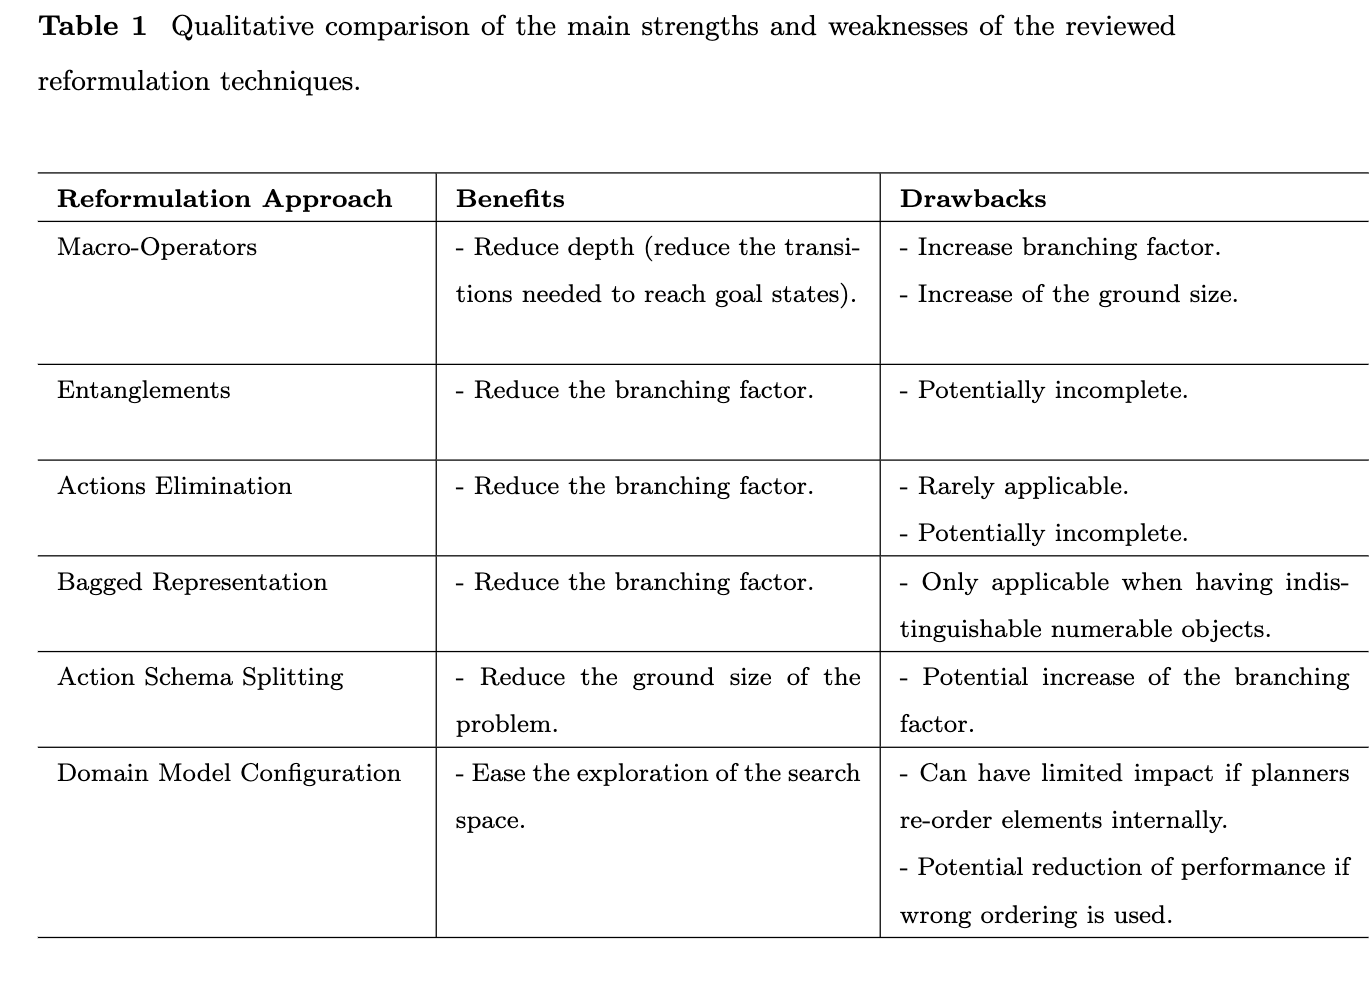 Table 1 Qualitative comparison of the main strengths and weaknesses of the reviewed
reformulation techniques.
Reformulation Approach
Benefits
Drawbacks
Macro-Operators
- Reduce depth (reduce the transi-
tions needed to reach goal states).
- Increase branching factor.
- Increase of the ground size.
Entanglements
- Reduce the branching factor.
- Potentially incomplete.
Actions Elimination
- Reduce the branching factor.
- Rarely applicable.
- Potentially incomplete.
Bagged Representation
- Reduce the branching factor.
- Only applicable when having indis-
tinguishable numerable objects.
Action Schema Splitting
- Reduce the ground size of the
problem.
- Potential increase of the branching
factor.
Domain Model Configuration
- Ease the exploration of the search
space.
- Can have limited impact if planners
re-order elements internally.
- Potential reduction of performance if
wrong ordering is used.